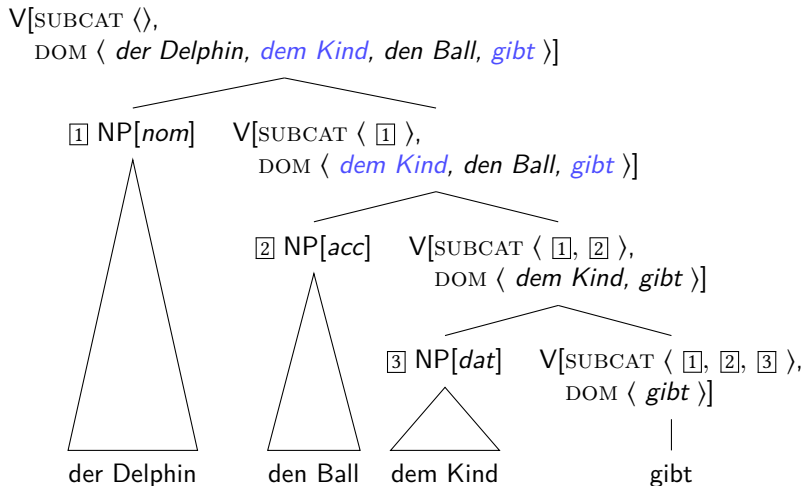 V[SUBCAT ⟨⟩,
DOM ⟨ der Delphin, dem Kind, den Ball, gibt ⟩]
1 NP[nom] V[SUBCAT ⟨ 1 ⟩,
DOM ⟨ dem Kind, den Ball, gibt ⟩]
2 NP[acc] V[SUBCAT ⟨ 1, 2 ⟩,
DOM ⟨ dem Kind, gibt ⟩]
3 NP[dat] V[SUBCAT ⟨ 1, 2, 3 ⟩,
DOM ⟨ gibt ⟩]
der Delphin den Ball dem Kind gibt